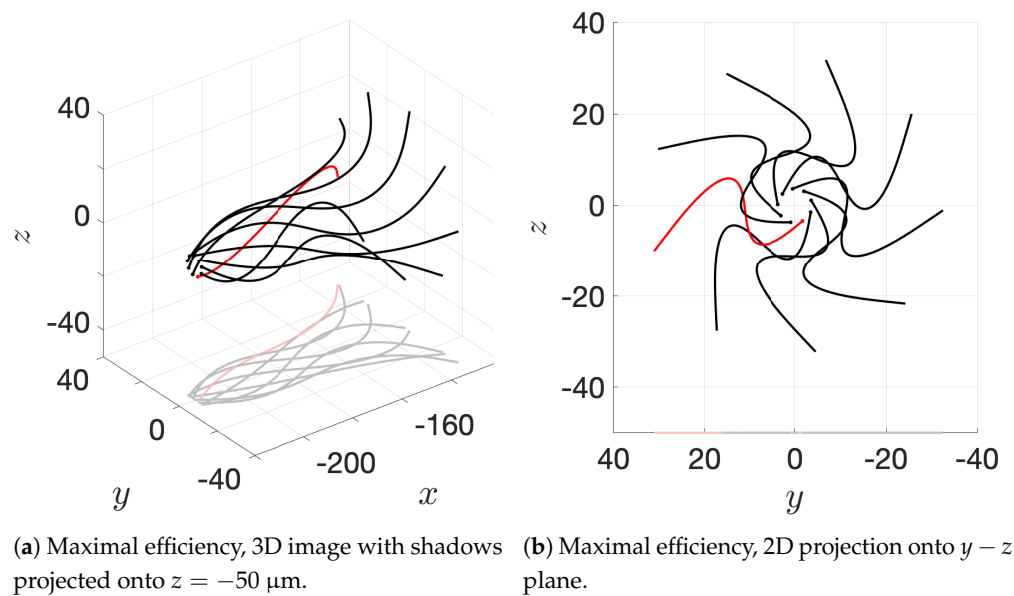 40
0
-40
z
40
0
-40
y
-200
-160
x
40
20
0
-20
-40
z
40
20
0
-20
-40
y
(a) Maximal efficiency, 3D image with shadows
projected onto z = −50 µm.
(b) Maximal efficiency, 2D projection onto y − z
plane.